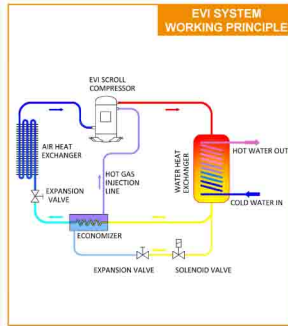 EVI SYSTEM
WORKING PRINCIPLE
EVI SCROLL
COMPRESSOR
AIR HEAT
EXCHANGER
HOT GAS
INJECTION
LINE
WATER HEAT
EXCHANGER
HOT WATER OUT
COLD WATER IN
EXPANSION
VALVE
ECONOMIZER
EXPANSION VALVE
SOLENOID VALVE